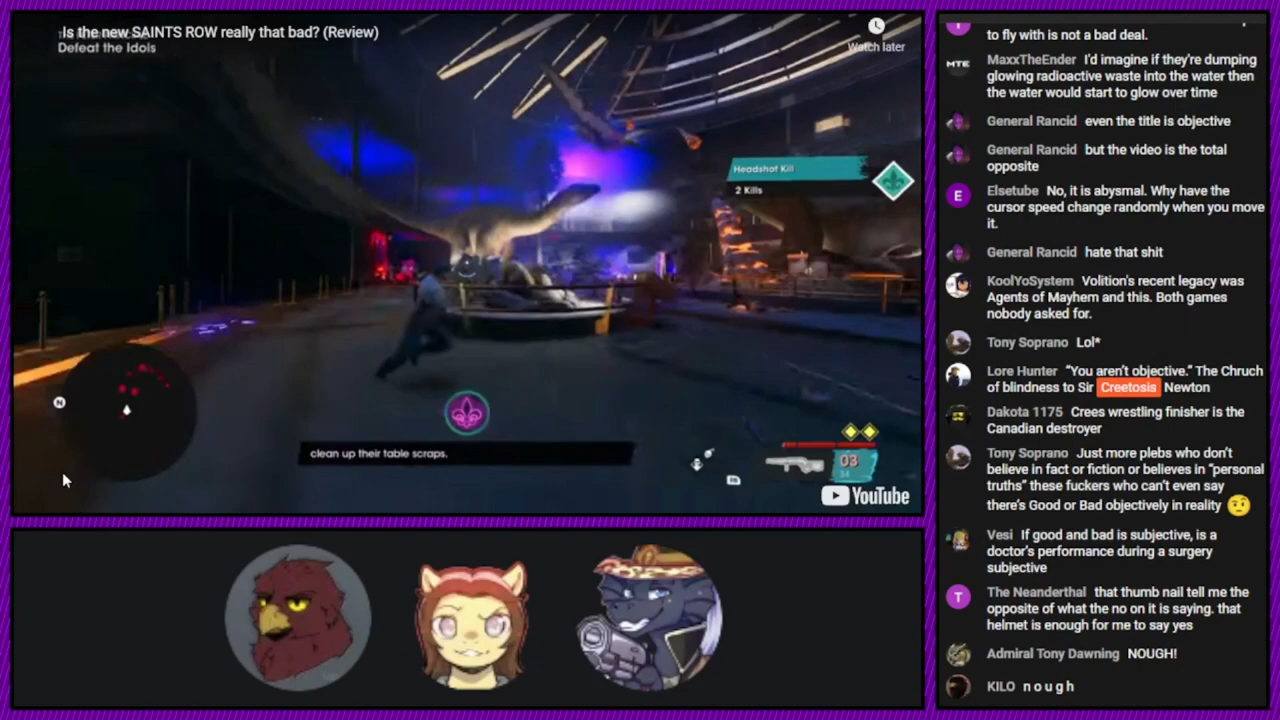 Is the new SAINTS ROW really that bad? (Review)
Defeat the Idols
Watch later
Headshot Kill
2 Kills
N
clean up their table scraps.
03
YouTube
to fly with is not a bad deal.
MTE
MaxxTheEnder I'd imagine if they're dumping
glowing radioactive waste into the water then
the water would start to glow over time
General Rancid even the title is objective
General Rancid but the video is the total
opposite
E
Elsetube No, it is abysmal. Why have the
cursor speed change randomly when you move
it.
General Rancid hate that shit
KoolYoSystem Volition's recent legacy was
Agents of Mayhem and this. Both games
nobody asked for.
Tony Soprano Lol*
Lore Hunter “You aren't objective.” The Chruch
of blindness to Sir Creetosis Newton
Dakota 1175 Crees wrestling finisher is the
Canadian destroyer
Tony Soprano Just more plebs who don't
believe in fact or fiction or believes in “personal
truths” these fuckers who can't even say
there's Good or Bad objectively in reality 🤨
Vesi If good and bad is subjective, is a
doctor's performance during a surgery
subjective
T
The Neanderthal that thumb nail tell me the
opposite of what the no on it is saying. that
helmet is enough for me to say yes
Admiral Tony Dawning NOUGH!
KILO n o u g h